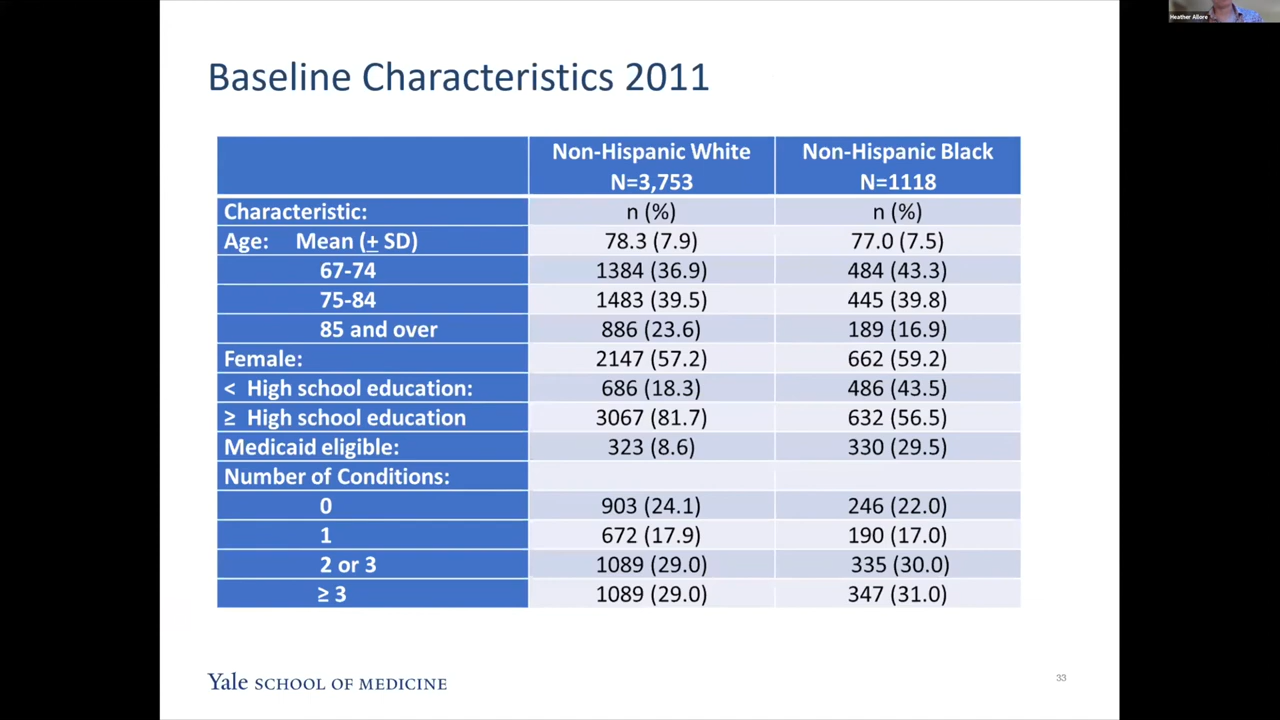 Heather Allore
Baseline Characteristics 2011
Non-Hispanic White Non-Hispanic Black
N=3,753 N=1118
Characteristic: n (%) n (%)
Age: Mean (± SD) 78.3 (7.9) 77.0 (7.5)
67-74 1384 (36.9) 484 (43.3)
75-84 1483 (39.5) 445 (39.8)
85 and over 886 (23.6) 189 (16.9)
Female: 2147 (57.2) 662 (59.2)
< High school education: 686 (18.3) 486 (43.5)
≥ High school education 3067 (81.7) 632 (56.5)
Medicaid eligible: 323 (8.6) 330 (29.5)
Number of Conditions:
0 903 (24.1) 246 (22.0)
1 672 (17.9) 190 (17.0)
2 or 3 1089 (29.0) 335 (30.0)
≥ 3 1089 (29.0) 347 (31.0)
Yale SCHOOL OF MEDICINE
33